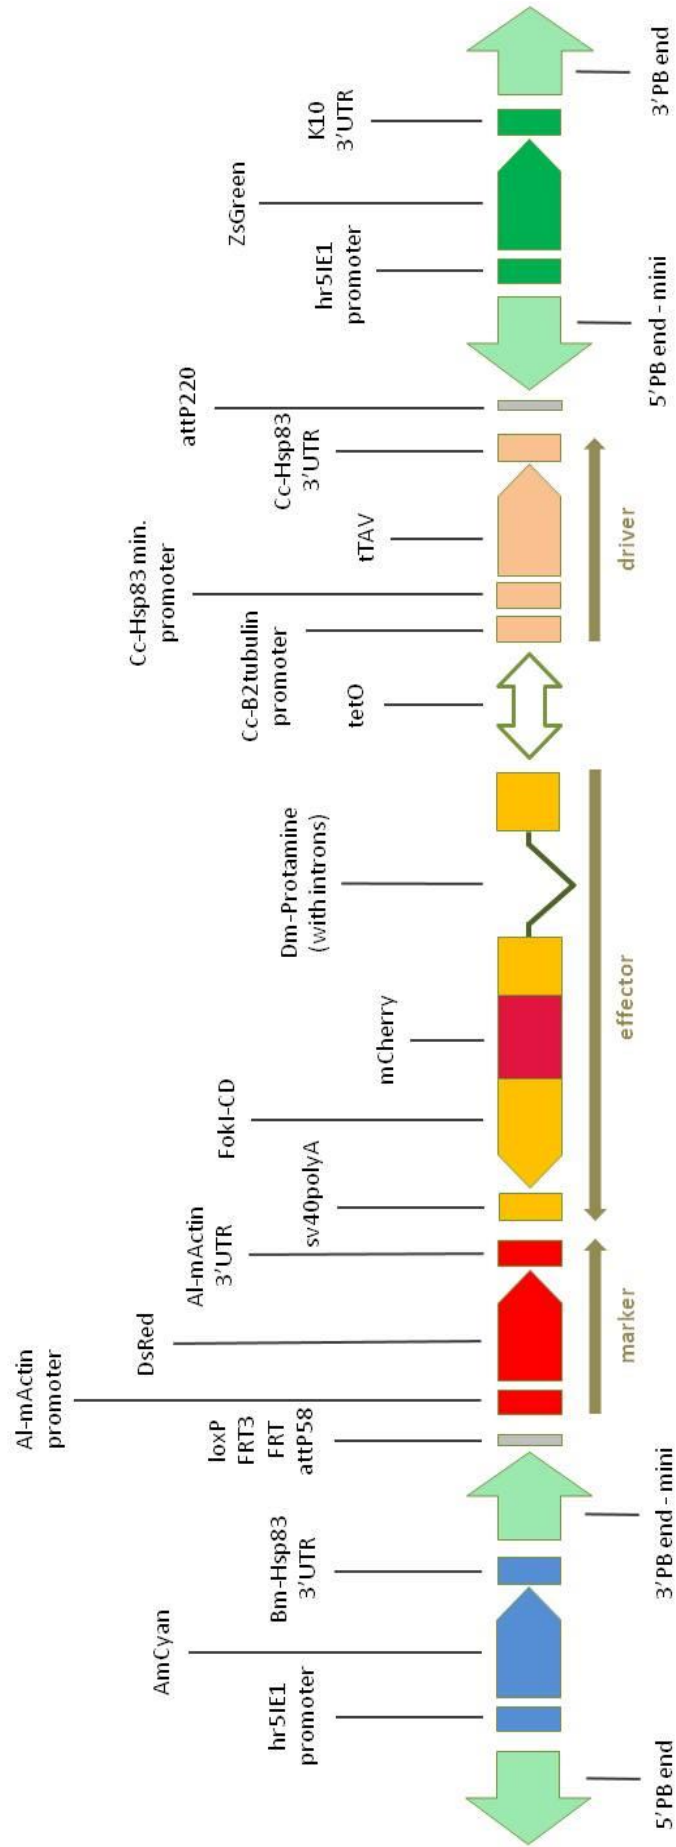 5'PB end
hr5IE1
promoter
AmCyan
Bm-Hsp83
3'UTR
3'PB end - mini
loxP
FRT3
FRT
attP58
Al-mActin
promoter
DsRed
Al-mActin
3'UTR
marker
sv40polyA
FokI-CD
mCherry
effector
Dm-Protamine
(with introns)
tetO
Cc-B2tubulin
promoter
Cc-Hsp83 min.
promoter
tTAV
driver
Cc-Hsp83
3'UTR
attP220
5'PB end - mini
hr5IE1
promoter
ZsGreen
K10
3'UTR
3'PB end